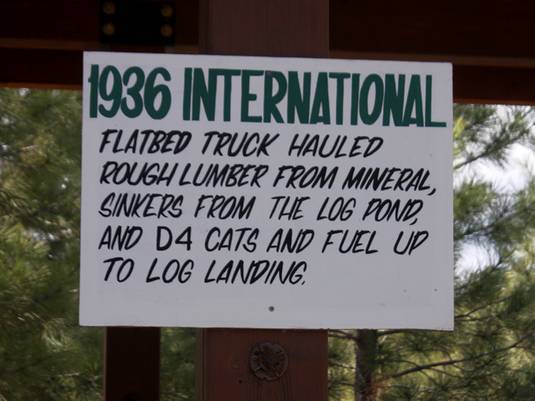 1936 INTERNATIONAL
FLATBED TRUCK HAULED
ROUGH LUMBER FROM MINERAL,
SINKERS FROM THE LOG POND,
AND D4 CATS AND FUEL UP
TO LOG LANDING.